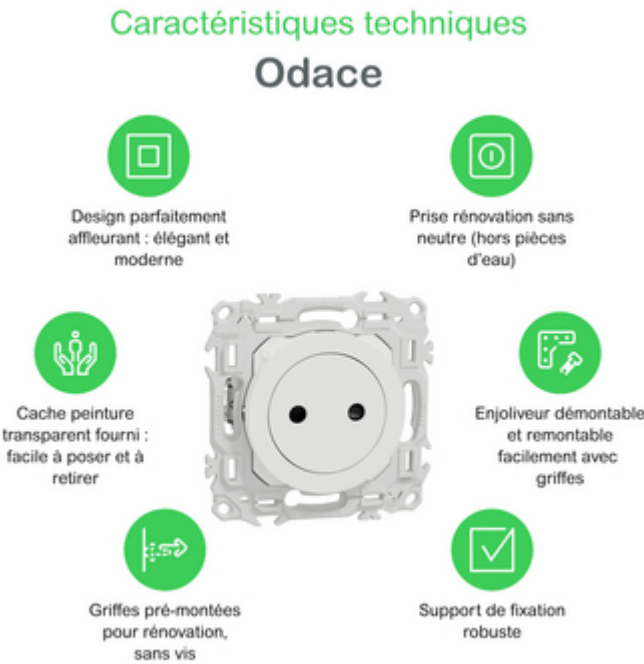 Caractéristiques techniques
Odace
Design parfaitement
affleurant : élégant et
moderne
Prise rénovation sans
neutre (hors pièces
d'eau)
Cache peinture
transparent fourni :
facile à poser et à
retirer
Enjoliveur démontable
et remontable
facilement avec
griffes
Griffes pré-montées
pour rénovation,
sans vis
Support de fixation
robuste